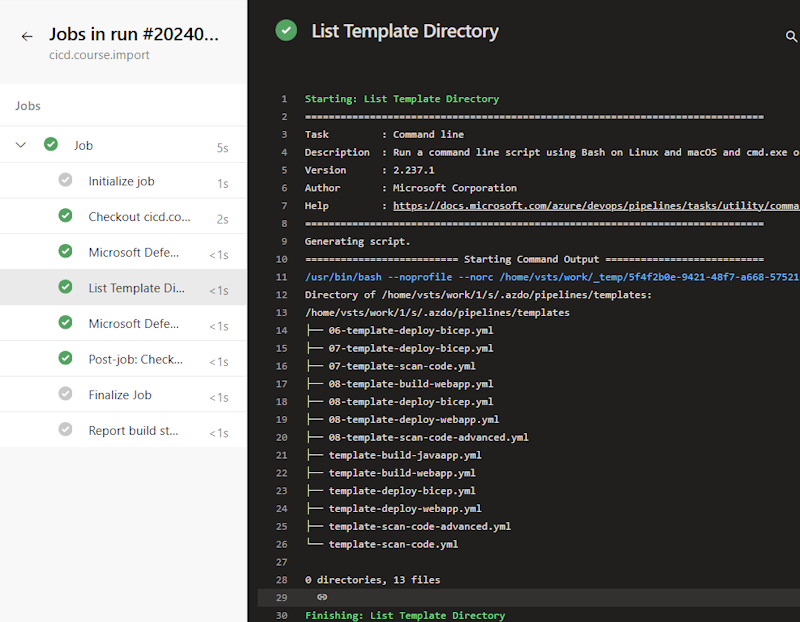 Jobs in run #20240...
cicd.course.import
Jobs
Job 5s
Initialize job 1s
Checkout cicd.co... 2s
Microsoft Defe... <1s
List Template Di... <1s
Microsoft Defe... <1s
Post-job: Check... <1s
Finalize Job <1s
Report build st... <1s
List Template Directory
1 Starting: List Template Directory
2 ==============================================================================
3 Task         : Command line
4 Description  : Run a command line script using Bash on Linux and macOS and cmd.exe o
5 Version      : 2.237.1
6 Author       : Microsoft Corporation
7 Help         : https://docs.microsoft.com/azure/devops/pipelines/tasks/utility/comma
8 ==============================================================================
9 Generating script.
10 ========================== Starting Command Output ===========================
11 /usr/bin/bash --noprofile --norc /home/vsts/work/_temp/5f4f2b0e-9421-48f7-a668-57521
12 Directory of /home/vsts/work/1/s/.azdo/pipelines/templates:
13 /home/vsts/work/1/s/.azdo/pipelines/templates
14 ├── 06-template-deploy-bicep.yml
15 ├── 07-template-deploy-bicep.yml
16 ├── 07-template-scan-code.yml
17 ├── 08-template-build-webapp.yml
18 ├── 08-template-deploy-bicep.yml
19 ├── 08-template-deploy-webapp.yml
20 ├── 08-template-scan-code-advanced.yml
21 ├── template-build-javaapp.yml
22 ├── template-build-webapp.yml
23 ├── template-deploy-bicep.yml
24 ├── template-deploy-webapp.yml
25 ├── template-scan-code-advanced.yml
26 └── template-scan-code.yml
27
28 0 directories, 13 files
29
30 Finishing: List Template Directory